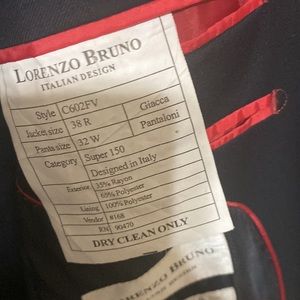 LORENZO BRUNO
ITALIAN DESIGN
Style C602FV
Jacket size 38 R Giacca
Pants size 32 W Pantaloni
Category Super 150
Designed in Italy
Exterior 35% Rayon
65% Polyester
Lining 100% Polyester
Vendor #168
RN 90470
DRY CLEAN ONLY
LORENZO BRUNO
DESIGN